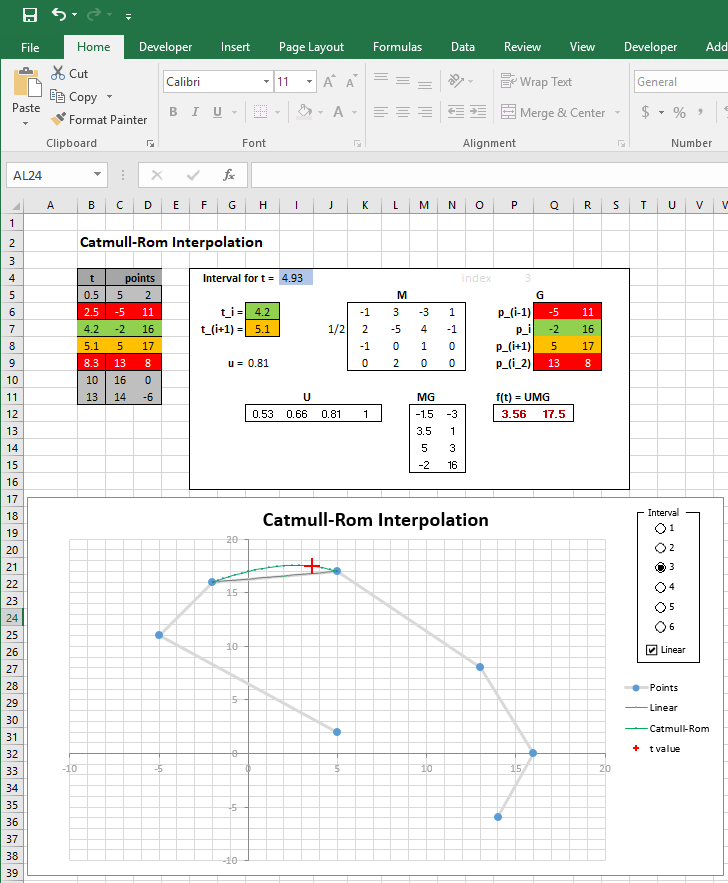 File Home Developer Insert Page Layout Formulas Data Review View Developer Add
Cut
Copy
Format Painter
Paste
Calibri 11 A A
B I U A
Wrap Text
Merge & Center
General
$ % ,
Clipboard Font Alignment Number
AL24 fx
A B C D E F G H I J K L M N O P Q R S T U V W
1
2 Catmull-Rom Interpolation
3
4 t points Interval for t = 4.93 index 3
5 0.5 5 2 M G
6 2.5 -5 11 t_i = 4.2 -1 3 -3 1 p_(i-1) -5 11
7 4.2 -2 16 t_(i+1) = 5.1 1/2 2 -5 4 -1 p_i -2 16
8 5.1 5 17 -1 0 1 0 p_(i+1) 5 17
9 8.3 13 8 u = 0.81 0 2 0 0 p_(i_2) 13 8
10 10 16 0
11 13 14 -6 U MG f(t) = UMG
12 0.53 0.66 0.81 1 -1.5 -3 3.56 17.5
13 3.5 1
14 5 3
15 -2 16
16
17
18
19
20
21
22
23
24
25
26
27
28
29
30
31
32
33
34
35
36
37
38
39
Catmull-Rom Interpolation
20
15
10
5
0
-5
-10
-10 -5 0 5 10 15 20
Interval
1
2
3
4
5
6
Linear
Points
Linear
Catmull-Rom
t value